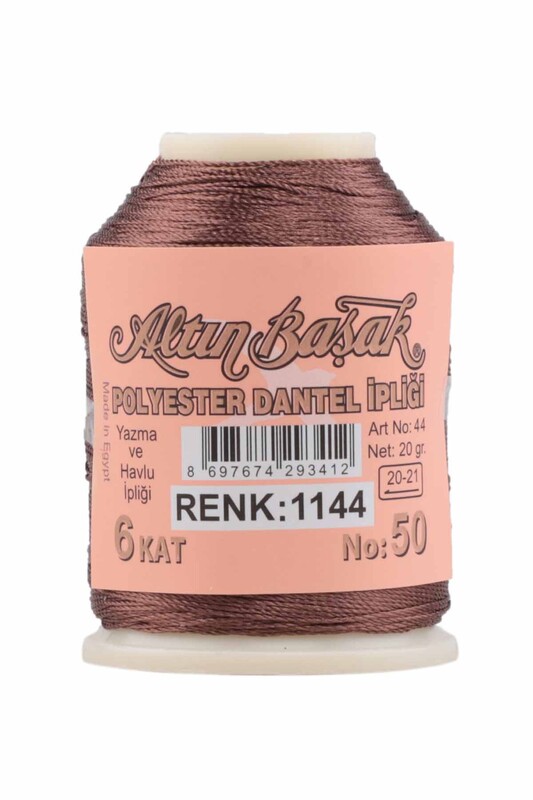 Altın Başak®
POLYESTER DANTEL İPLİĞİ
Made In Egypt
Yazma
ve
Havlu
İpliği
8 697674 293412
Art No: 44
Net: 20 gr.
20-21
RENK:1144
6 KAT
No: 50